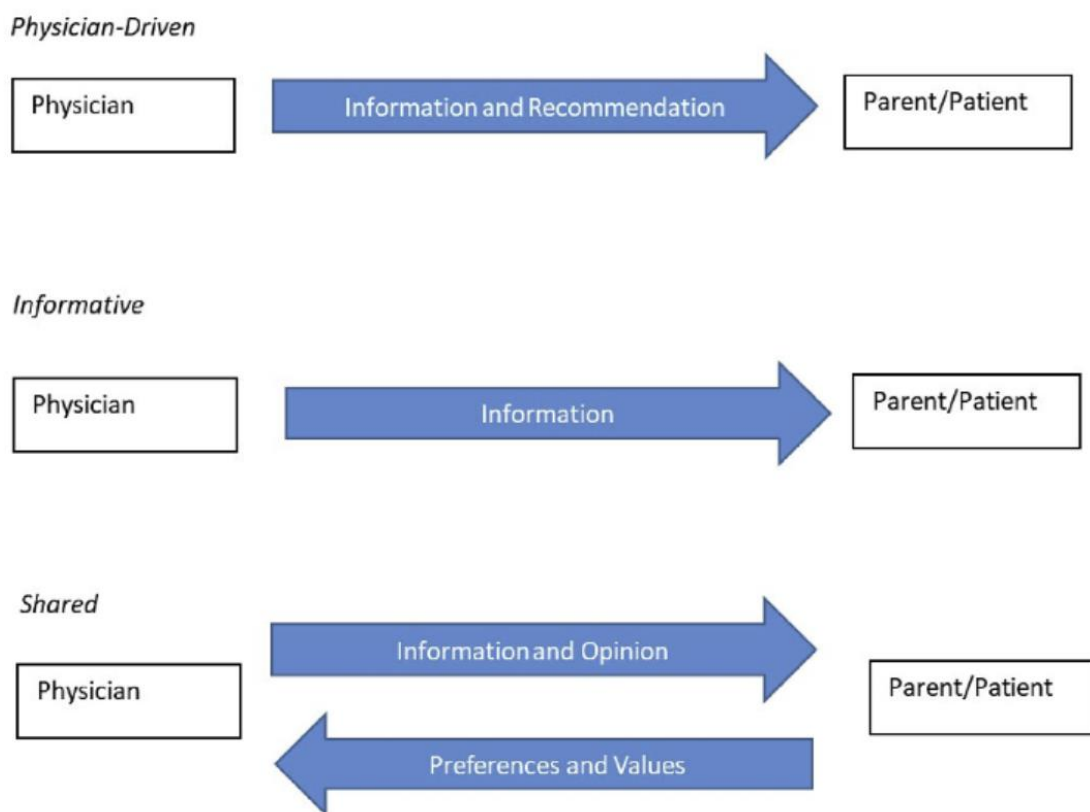 Physician-Driven
Physician
Information and Recommendation
Parent/Patient
Informative
Physician
Information
Parent/Patient
Shared
Information and Opinion
Physician
Parent/Patient
Preferences and Values